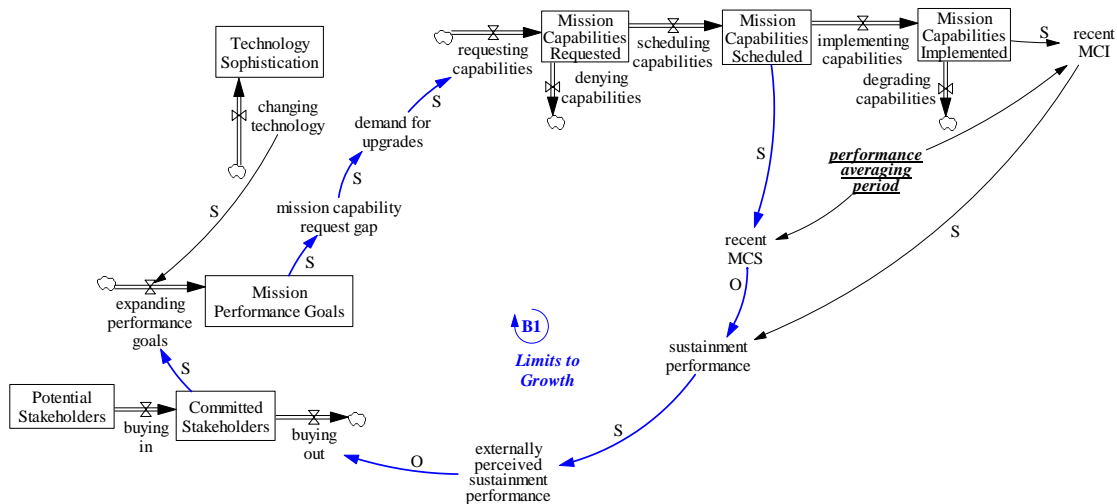 Mission
Capabilities
Requested
Mission
Capabilities
Scheduled
Mission
Capabilities
Implemented
S
recent
MCI
requesting
capabilities
scheduling
capabilities
implementing
capabilities
denying
capabilities
degrading
capabilities
Technology
Sophistication
changing
technology
S
demand for
upgrades
S
S
performance
averaging
period
S
mission capability
request gap
S
S
S
recent
MCS
O
Mission
Performance Goals
expanding
performance
goals
B1
Limits to
Growth
sustainment
performance
S
Potential
Stakeholders
Committed
Stakeholders
buying
in
buying
out
S
O
externally
perceived
sustainment
performance